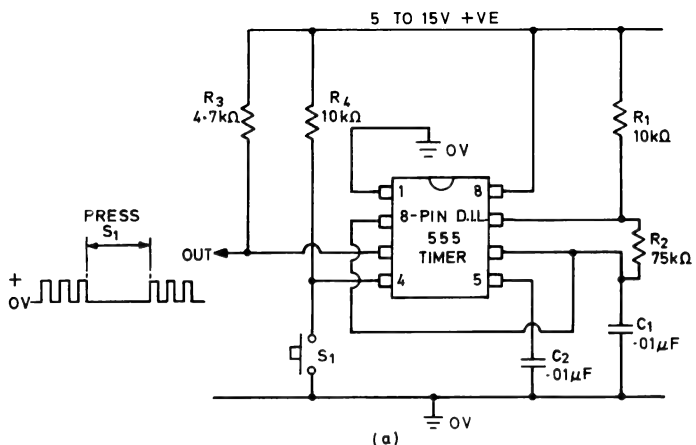 5 TO 15V +VE
R3
4·7kΩ
R4
10kΩ
0V
R1
10kΩ
1
8
8-PIN D.I.L
555
TIMER
4
5
R2
75kΩ
PRESS
S1
+
0V
OUT
S1
C2
·01µF
C1
·01µF
0V
(a)